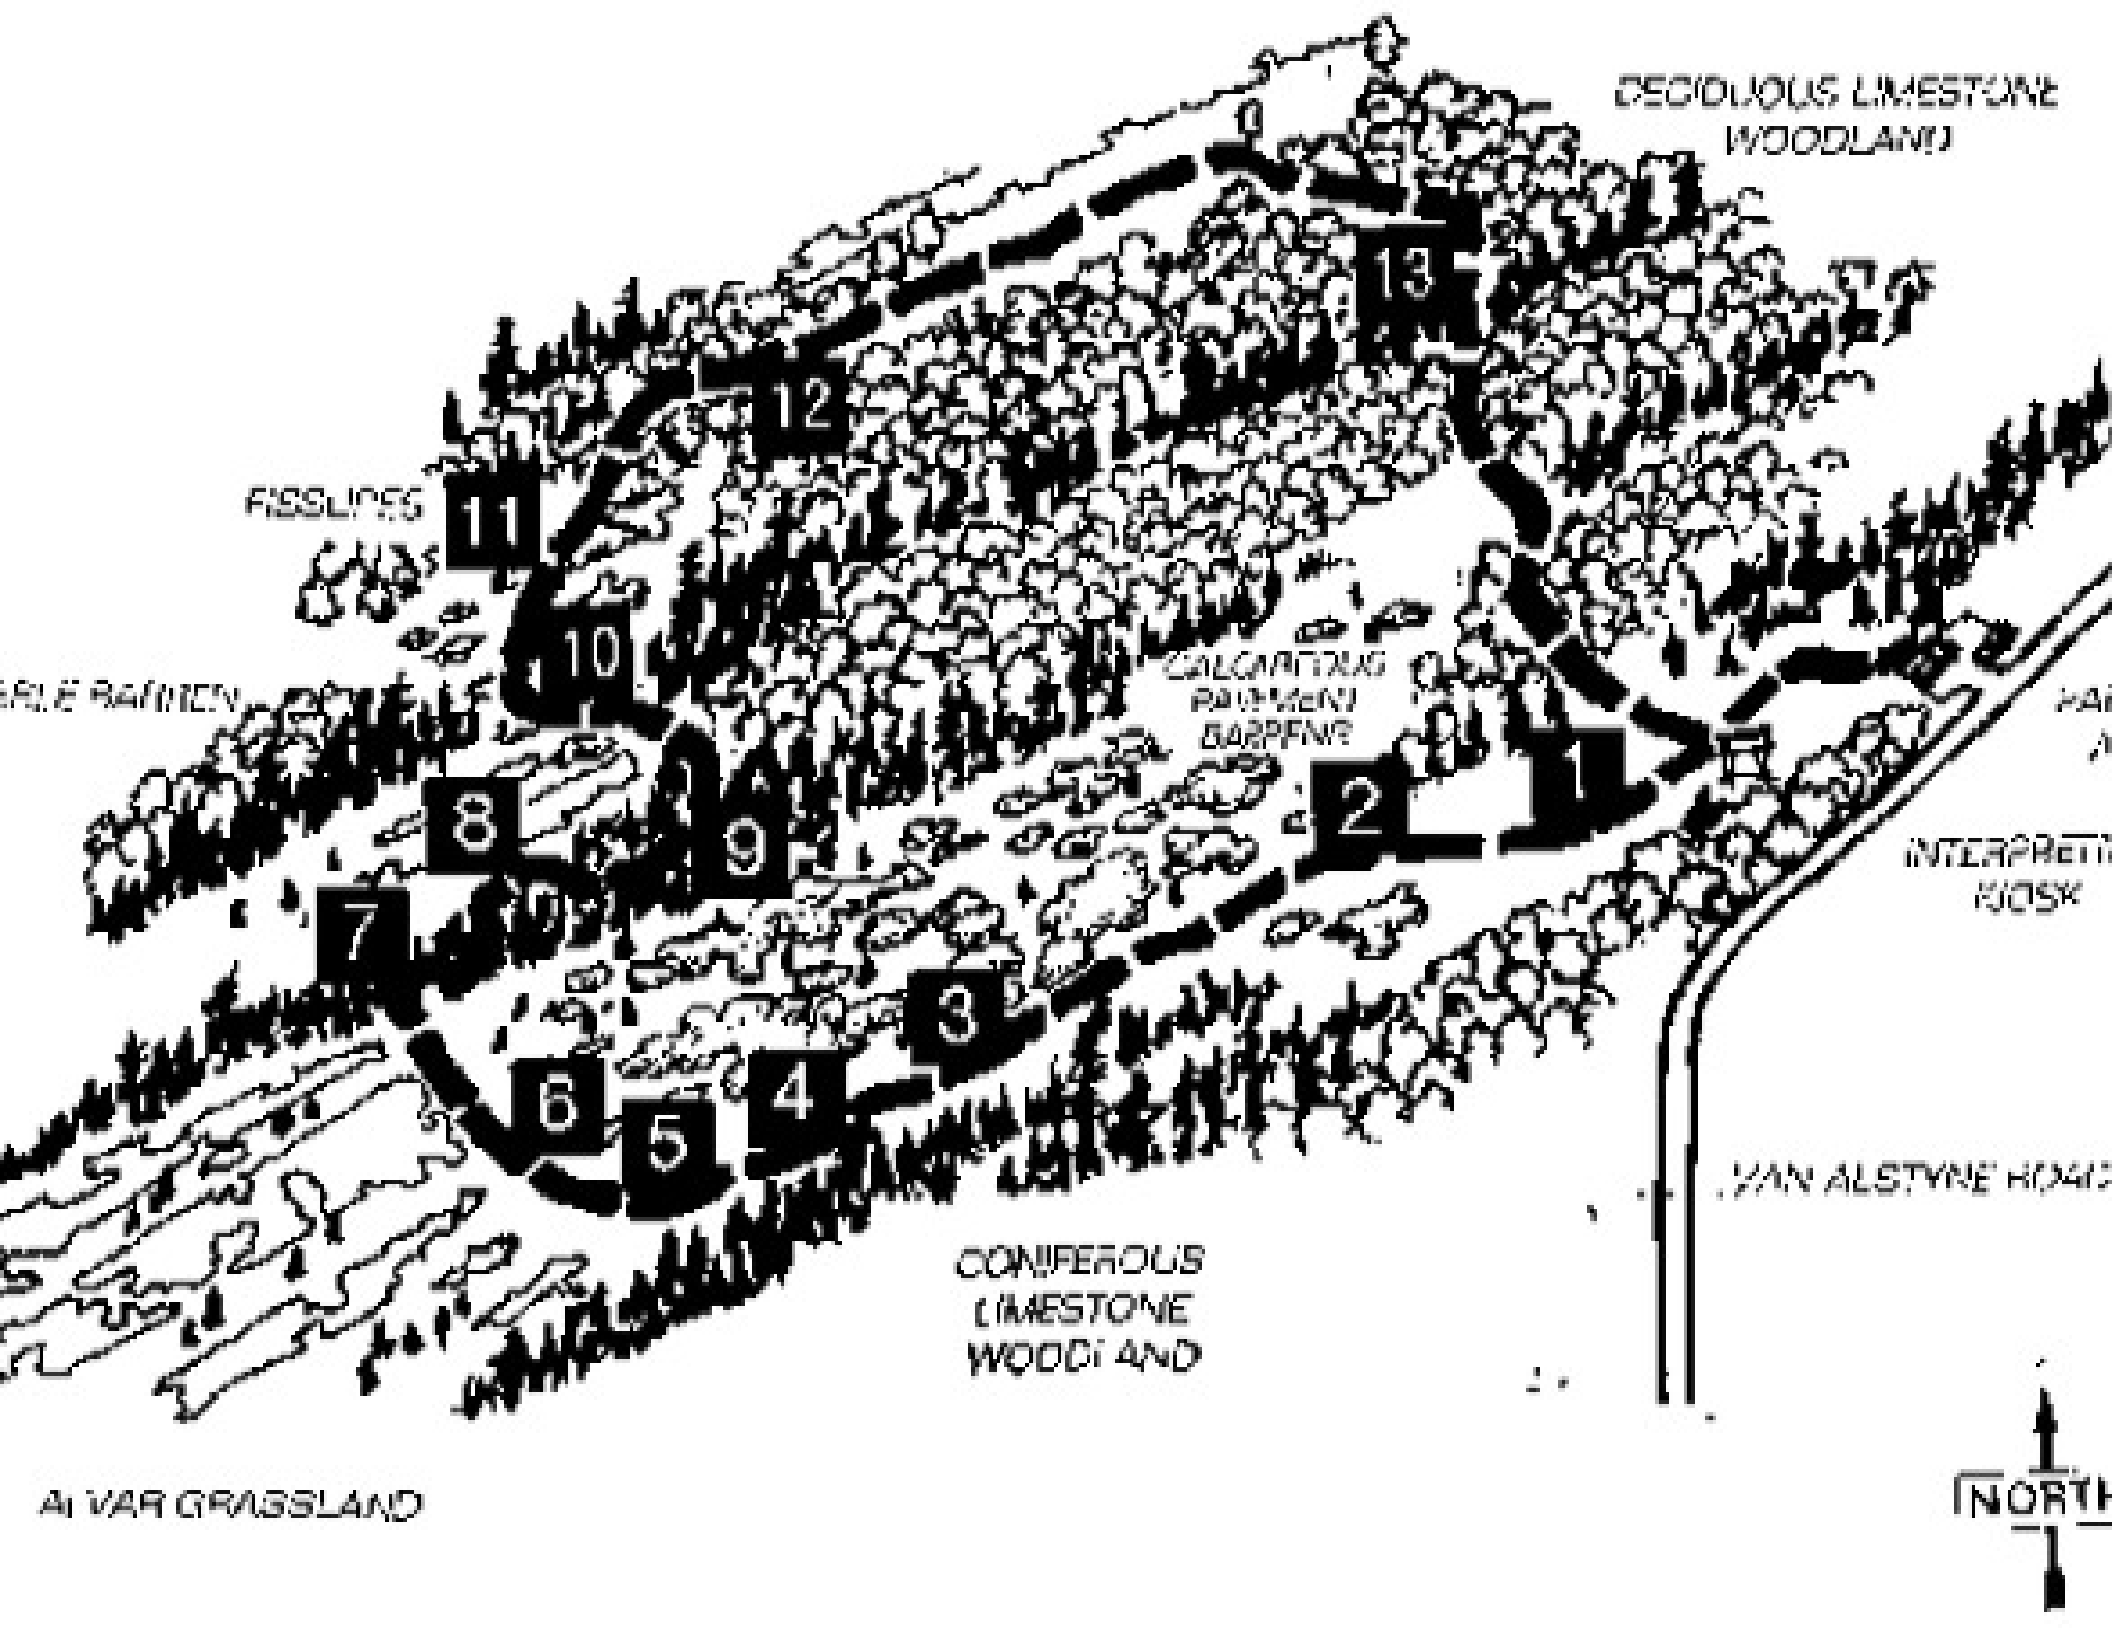 DECIDUOUS LIMESTONE
WOODLAND
13
12
FISSURES
11
10
CALCAREOUS
PAVEMENT
BARRENS
1
2
8
9
7
3
6
4
5
KIOSK
VAN ALSTYNE ROAD
CONIFEROUS
LIMESTONE
WOODLAND
ALVAR GRASSLAND
NORTH